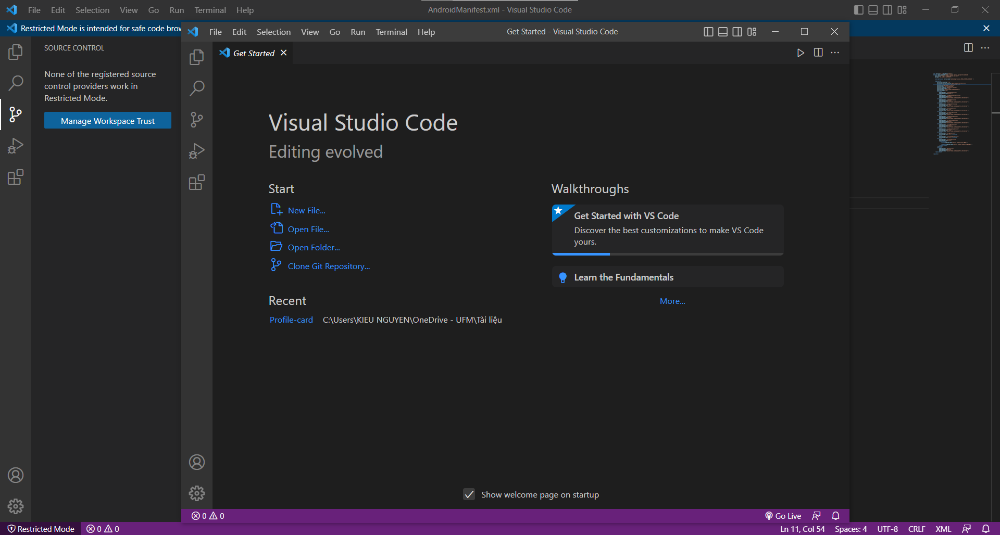 File Edit Selection View Go Run Terminal Help
AndroidManifest.xml - Visual Studio Code
Restricted Mode is intended for safe code brow
SOURCE CONTROL
None of the registered source
control providers work in
Restricted Mode.
Manage Workspace Trust
File Edit Selection View Go Run Terminal Help
Get Started - Visual Studio Code
Get Started
Visual Studio Code
Editing evolved
Start
New File...
Open File...
Open Folder...
Clone Git Repository...
Recent
Profile-card C:\Users\KIEU NGUYEN\OneDrive - UFM\Tài liệu
Walkthroughs
Get Started with VS Code
Discover the best customizations to make VS Code
yours.
Learn the Fundamentals
More...
Show welcome page on startup
0 0
Go Live
Restricted Mode 0 0
Ln 11, Col 54 Spaces: 4 UTF-8 CRLF XML